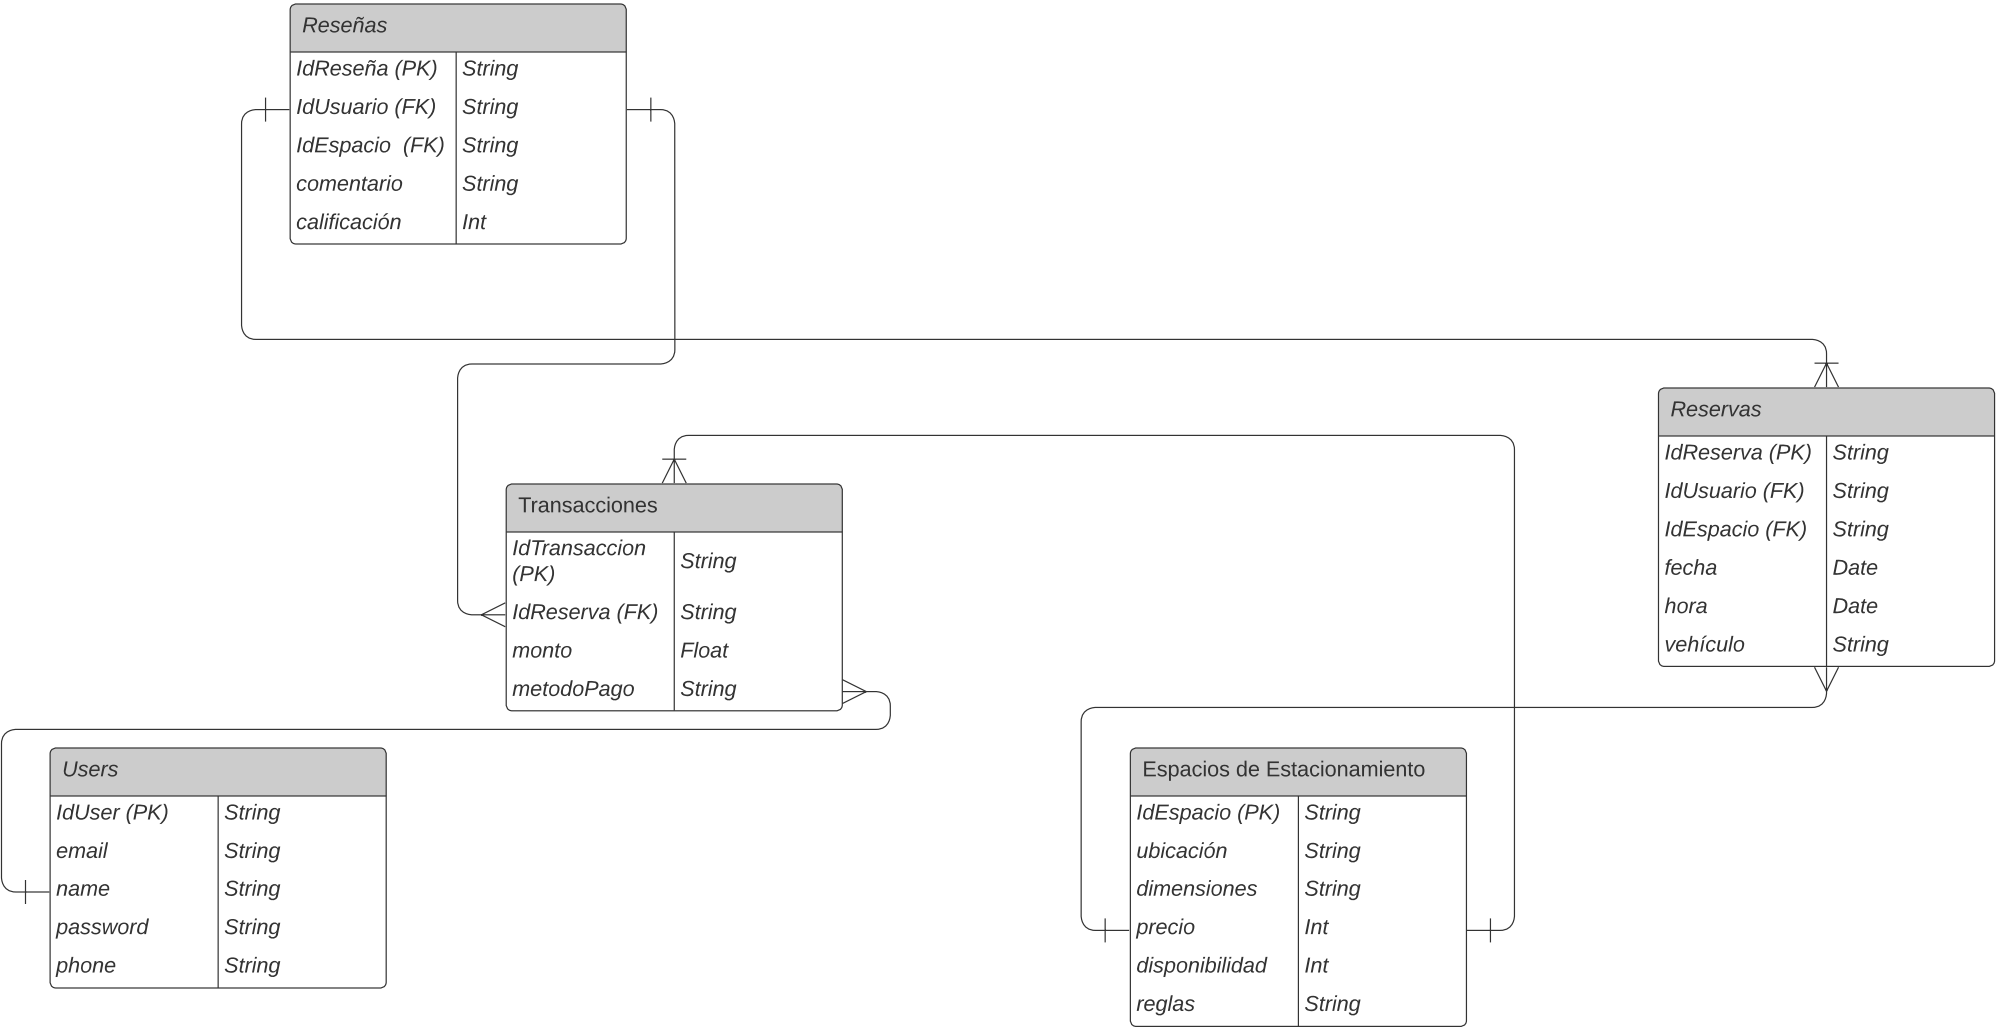 Reseñas
IdReseña (PK) String
IdUsuario (FK) String
IdEspacio (FK) String
comentario String
calificación Int
Reservas
IdReserva (PK) String
IdUsuario (FK) String
IdEspacio (FK) String
fecha Date
hora Date
vehículo String
Transacciones
IdTransaccion
(PK) String
IdReserva (FK) String
monto Float
metodoPago String
Users
IdUser (PK) String
email String
name String
password String
phone String
Espacios de Estacionamiento
IdEspacio (PK) String
ubicación String
dimensiones String
precio Int
disponibilidad Int
reglas String